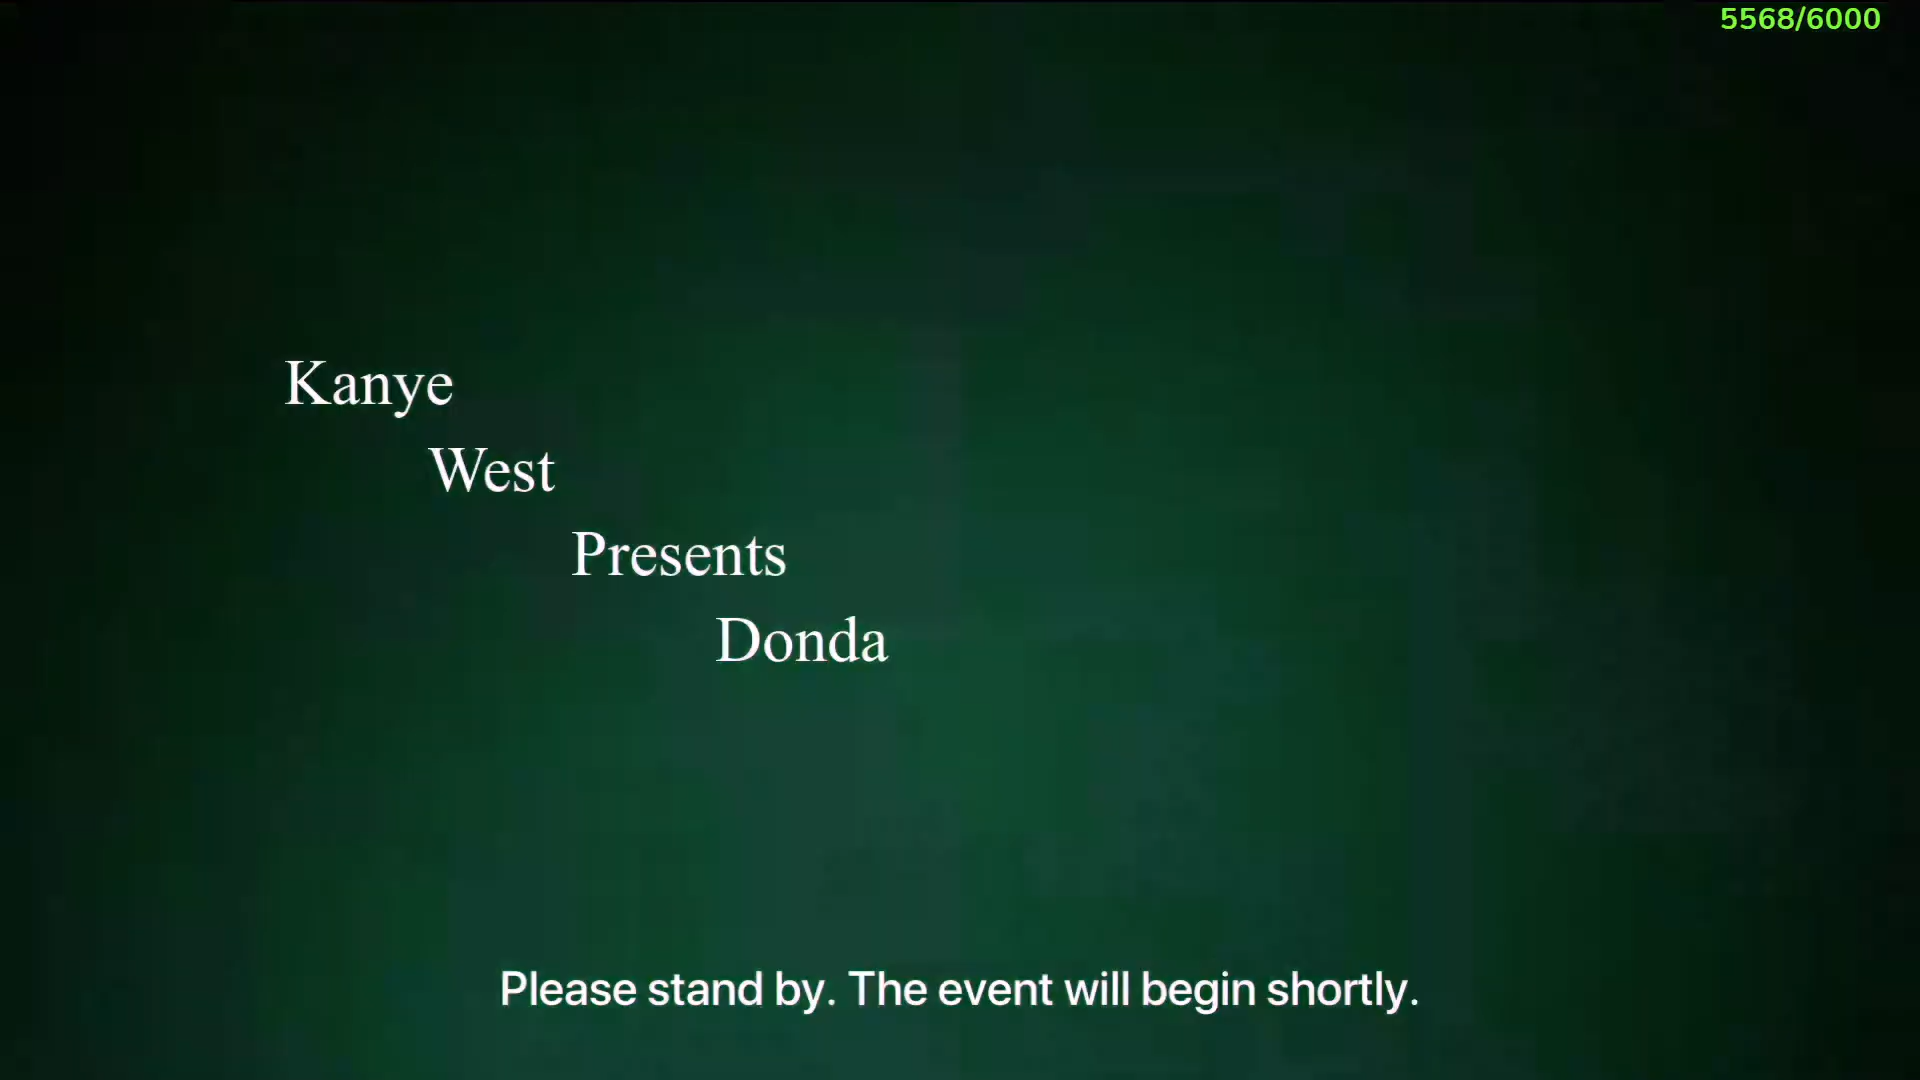 5568/6000
Kanye
West
Presents
Donda
Please stand by. The event will begin shortly.